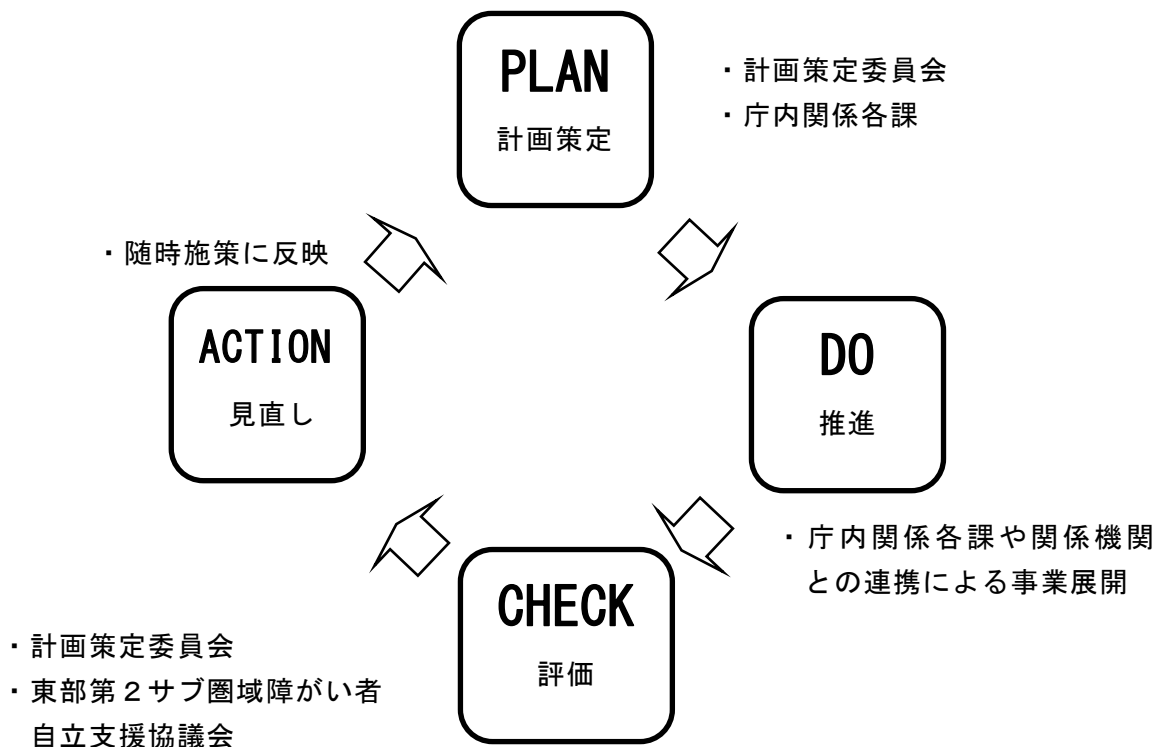 PLAN
計画策定
・計画策定委員会
・庁内関係各課
・随時施策に反映
ACTION
見直し
DO
推進
・庁内関係各課や関係機関
との連携による事業展開
CHECK
評価
・計画策定委員会
・東部第２サブ圏域障がい者
自立支援協議会